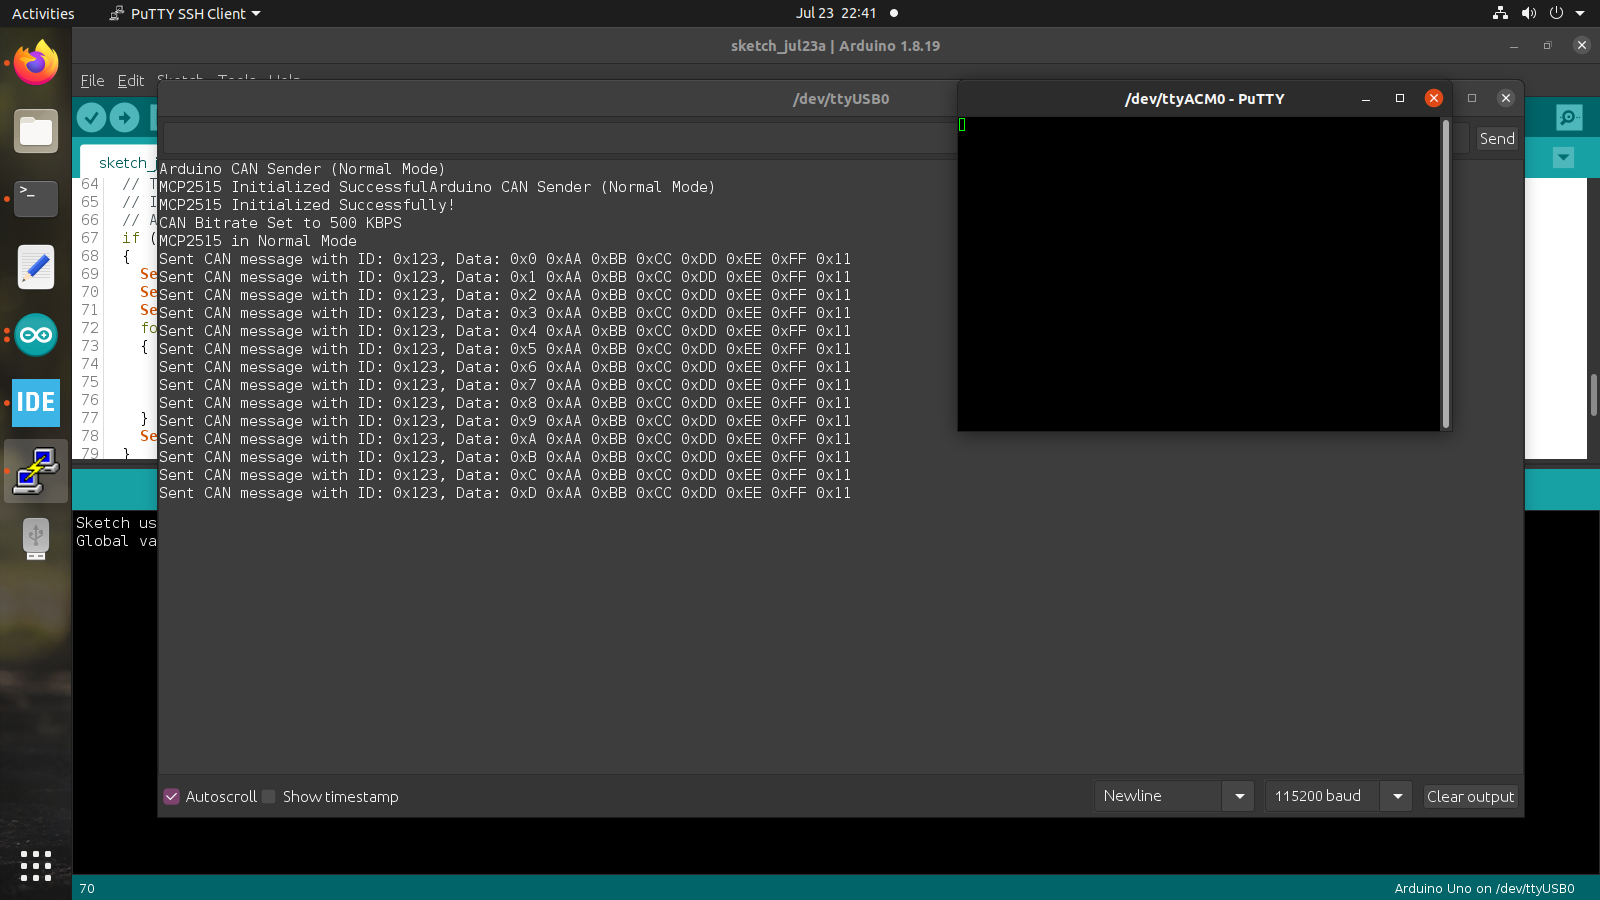 Activities
PuTTY SSH Client
Jul 23 22:41
sketch_jul23a | Arduino 1.8.19
File Edit Sketch Tools Help
/dev/ttyUSB0
/dev/ttyACM0 - PuTTY
Send
sketch_j
64 // T
65 // I
66 // A
67 if (
68 {
69 Se
70 Se
71 Se
72 fo
73 {
74
75
76
77 }
78 Se
79 }
Arduino CAN Sender (Normal Mode)
MCP2515 Initialized SuccessfulArduino CAN Sender (Normal Mode)
MCP2515 Initialized Successfully!
CAN Bitrate Set to 500 KBPS
MCP2515 in Normal Mode
Sent CAN message with ID: 0x123, Data: 0x0 0xAA 0xBB 0xCC 0xDD 0xEE 0xFF 0x11
Sent CAN message with ID: 0x123, Data: 0x1 0xAA 0xBB 0xCC 0xDD 0xEE 0xFF 0x11
Sent CAN message with ID: 0x123, Data: 0x2 0xAA 0xBB 0xCC 0xDD 0xEE 0xFF 0x11
Sent CAN message with ID: 0x123, Data: 0x3 0xAA 0xBB 0xCC 0xDD 0xEE 0xFF 0x11
Sent CAN message with ID: 0x123, Data: 0x4 0xAA 0xBB 0xCC 0xDD 0xEE 0xFF 0x11
Sent CAN message with ID: 0x123, Data: 0x5 0xAA 0xBB 0xCC 0xDD 0xEE 0xFF 0x11
Sent CAN message with ID: 0x123, Data: 0x6 0xAA 0xBB 0xCC 0xDD 0xEE 0xFF 0x11
Sent CAN message with ID: 0x123, Data: 0x7 0xAA 0xBB 0xCC 0xDD 0xEE 0xFF 0x11
Sent CAN message with ID: 0x123, Data: 0x8 0xAA 0xBB 0xCC 0xDD 0xEE 0xFF 0x11
Sent CAN message with ID: 0x123, Data: 0x9 0xAA 0xBB 0xCC 0xDD 0xEE 0xFF 0x11
Sent CAN message with ID: 0x123, Data: 0xA 0xAA 0xBB 0xCC 0xDD 0xEE 0xFF 0x11
Sent CAN message with ID: 0x123, Data: 0xB 0xAA 0xBB 0xCC 0xDD 0xEE 0xFF 0x11
Sent CAN message with ID: 0x123, Data: 0xC 0xAA 0xBB 0xCC 0xDD 0xEE 0xFF 0x11
Sent CAN message with ID: 0x123, Data: 0xD 0xAA 0xBB 0xCC 0xDD 0xEE 0xFF 0x11
IDE
Sketch us
Global va
Autoscroll
Show timestamp
Newline
115200 baud
Clear output
70
Arduino Uno on /dev/ttyUSB0